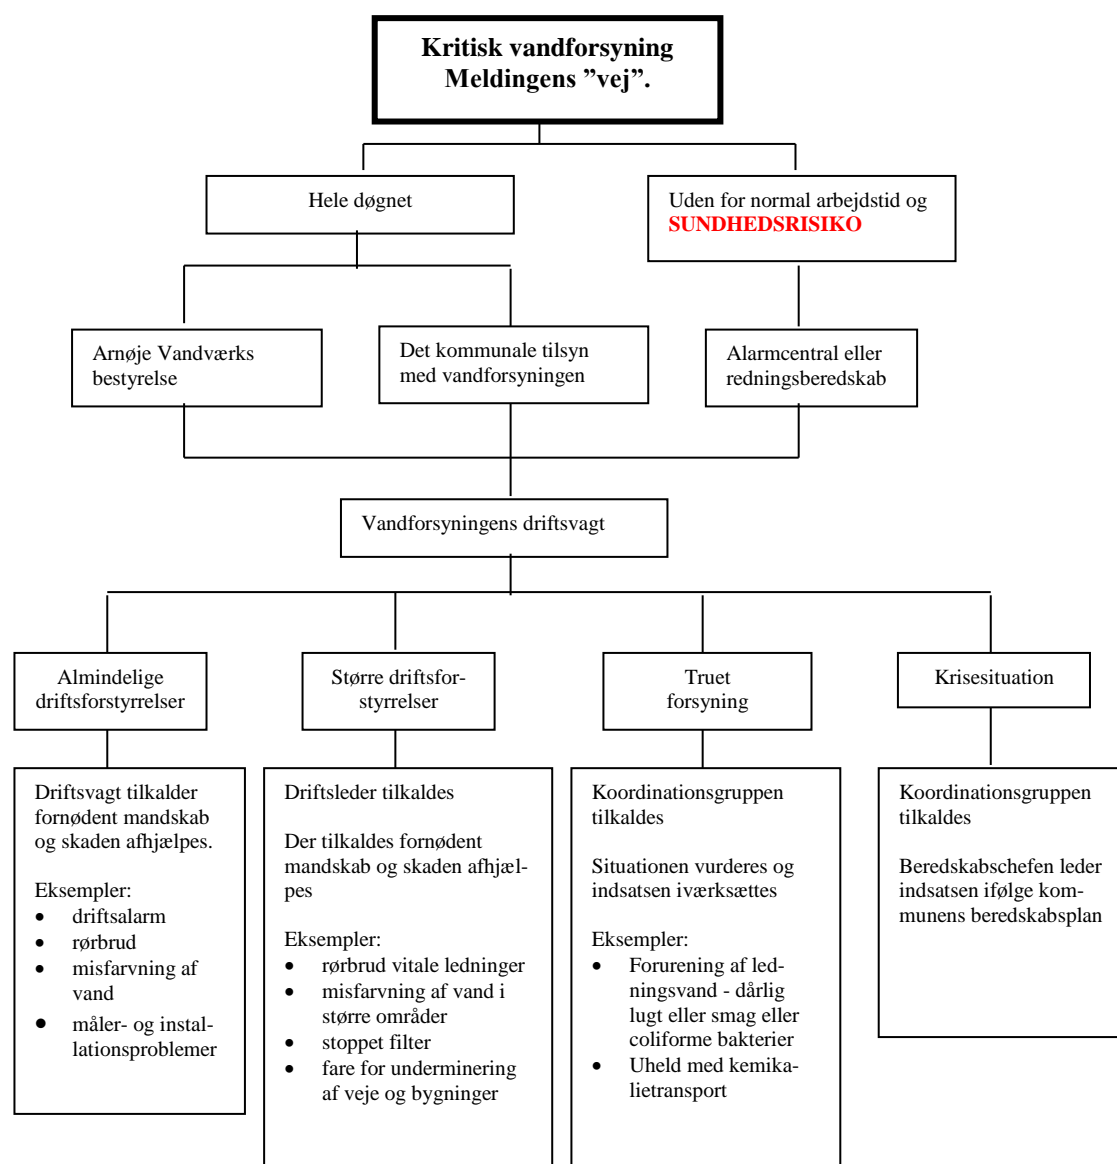 Kritisk vandforsyning
Meldingens ”vej”.
Hele døgnet
Uden for normal arbejdstid og
SUNDHEDSRISIKO
Arnøje Vandværks
bestyrelse
Det kommunale tilsyn
med vandforsyningen
Alarmcentral eller
redningsberedskab
Vandforsyningens driftsvagt
Almindelige
driftsforstyrrelser
Større driftsfor-
styrrelser
Truet
forsyning
Krisesituation
Driftsvagt tilkalder
fornødent mandskab
og skaden afhjælpes.
Eksempler:
• driftsalarm
• rørbrud
• misfarvning af
vand
• måler- og instal-
lationsproblemer
Driftsleder tilkaldes
Der tilkaldes fornødent
mandskab og skaden afhjæl-
pes
Eksempler:
• rørbrud vitale ledninger
• misfarvning af vand i
større områder
• stoppet filter
• fare for underminering
af veje og bygninger
Koordinationsgruppen
tilkaldes
Situationen vurderes og
indsatsen iværksættes
Eksempler:
• Forurening af led-
ningsvand - dårlig
lugt eller smag eller
coliforme bakterier
• Uheld med kemika-
lietransport
Koordinationsgruppen
tilkaldes
Beredskabschefen leder
indsatsen ifølge kom-
munens beredskabsplan